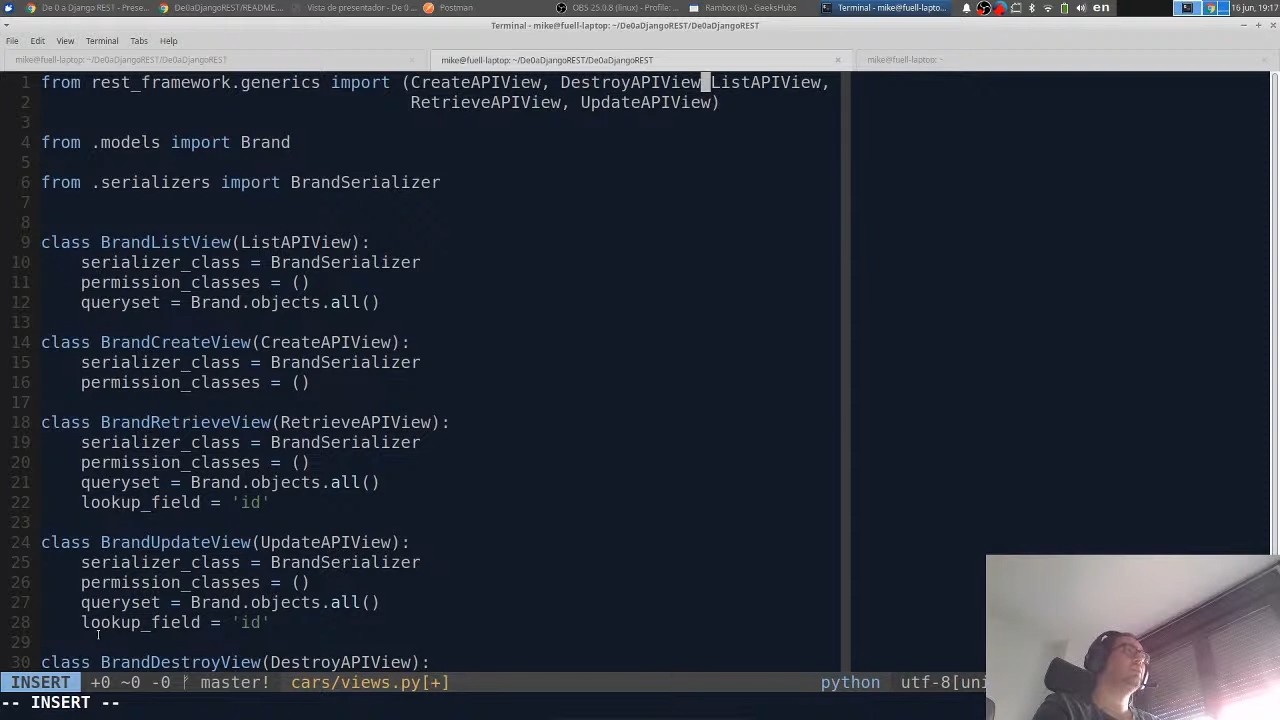 De 0 a Django REST - Prese...
De0aDjangoREST/README....
Vista de presentador - De 0 ...
Postman
OBS 25.0.8 (linux) - Profile: ...
Rambox (9) - GeeksHubs
Terminal - mike@fuell-lapto...
en
16 jun, 19:17
Terminal - mike@fuell-laptop: ~/De0aDjangoREST/De0aDjangoREST
File Edit View Terminal Tabs Help
mike@fuell-laptop: ~/De0aDjangoREST/De0aDjangoREST
mike@fuell-laptop: ~/De0aDjangoREST/De0aDjangoREST
mike@fuell-laptop: ~
1 from rest_framework.generics import (CreateAPIView, DestroyAPIView ListAPIView,
2 RetrieveAPIView, UpdateAPIView)
3
4 from .models import Brand
5
6 from .serializers import BrandSerializer
7
8
9 class BrandListView(ListAPIView):
10 serializer_class = BrandSerializer
11 permission_classes = ()
12 queryset = Brand.objects.all()
13
14 class BrandCreateView(CreateAPIView):
15 serializer_class = BrandSerializer
16 permission_classes = ()
17
18 class BrandRetrieveView(RetrieveAPIView):
19 serializer_class = BrandSerializer
20 permission_classes = ()
21 queryset = Brand.objects.all()
22 lookup_field = 'id'
23
24 class BrandUpdateView(UpdateAPIView):
25 serializer_class = BrandSerializer
26 permission_classes = ()
27 queryset = Brand.objects.all()
28 lookup_field = 'id'
29
30 class BrandDestroyView(DestroyAPIView):
INSERT +0 ~0 -0 master! cars/views.py[+] python utf-8[uni
-- INSERT --